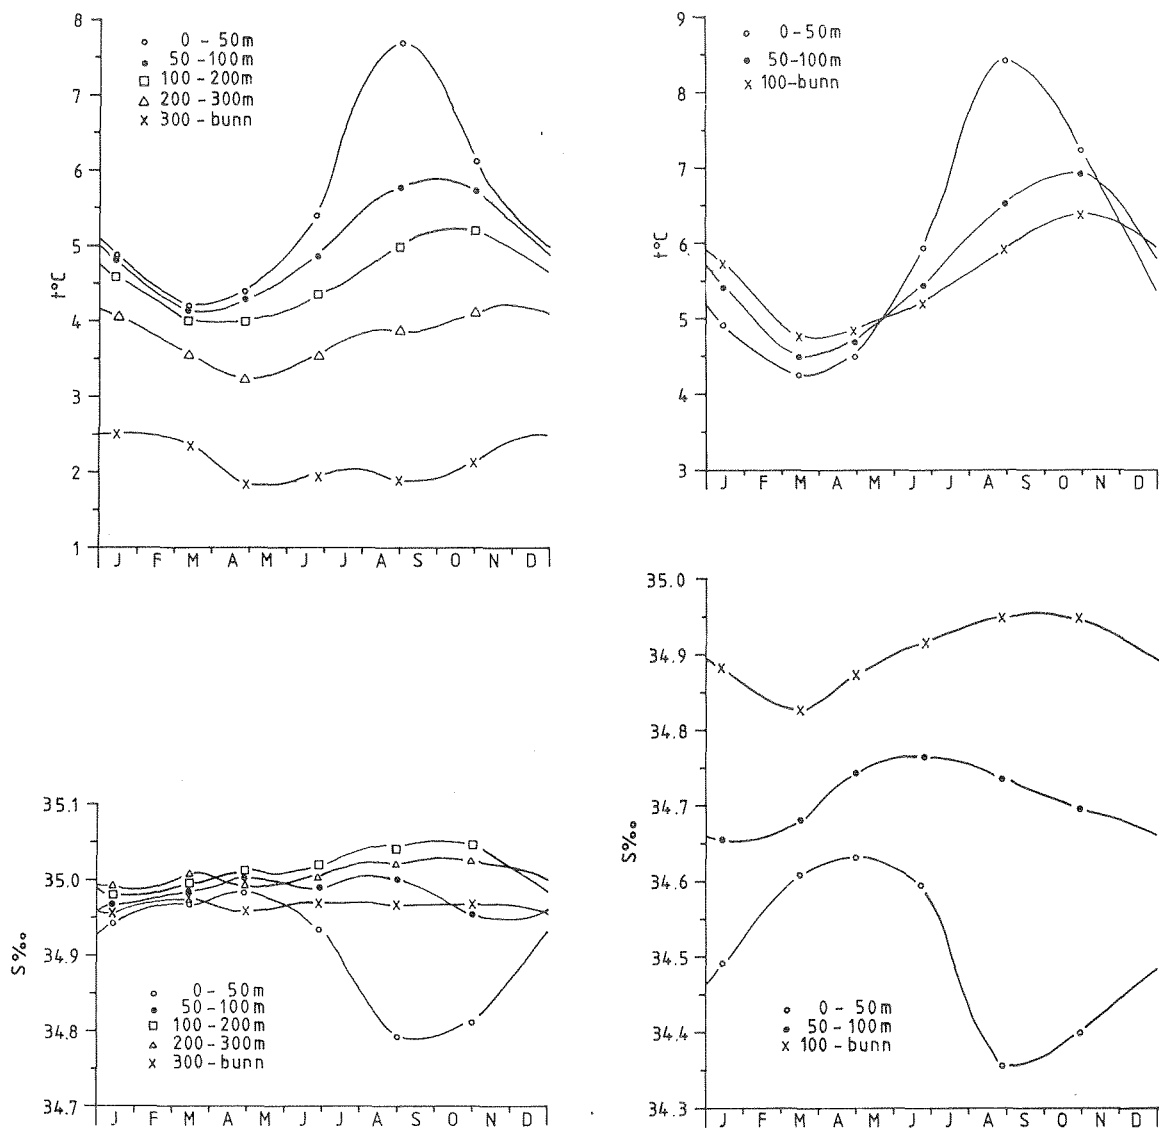 8
7
6
5
4
3
2
1
t°C
0 - 50m
50 - 100m
100 - 200m
200 - 300m
300 - bunn
J F M A M J J A S O N D
9
8
7
6
5
4
3
t°C
0 - 50m
50 - 100m
100 - bunn
J F M A M J J A S O N D
35.1
35.0
34.9
34.8
34.7
S‰
0 - 50m
50 - 100m
100 - 200m
200 - 300m
300 - bunn
J F M A M J J A S O N D
35.0
34.9
34.8
34.7
34.6
34.5
34.4
34.3
S‰
0 - 50m
50 - 100m
100 - bunn
J F M A M J J A S O N D